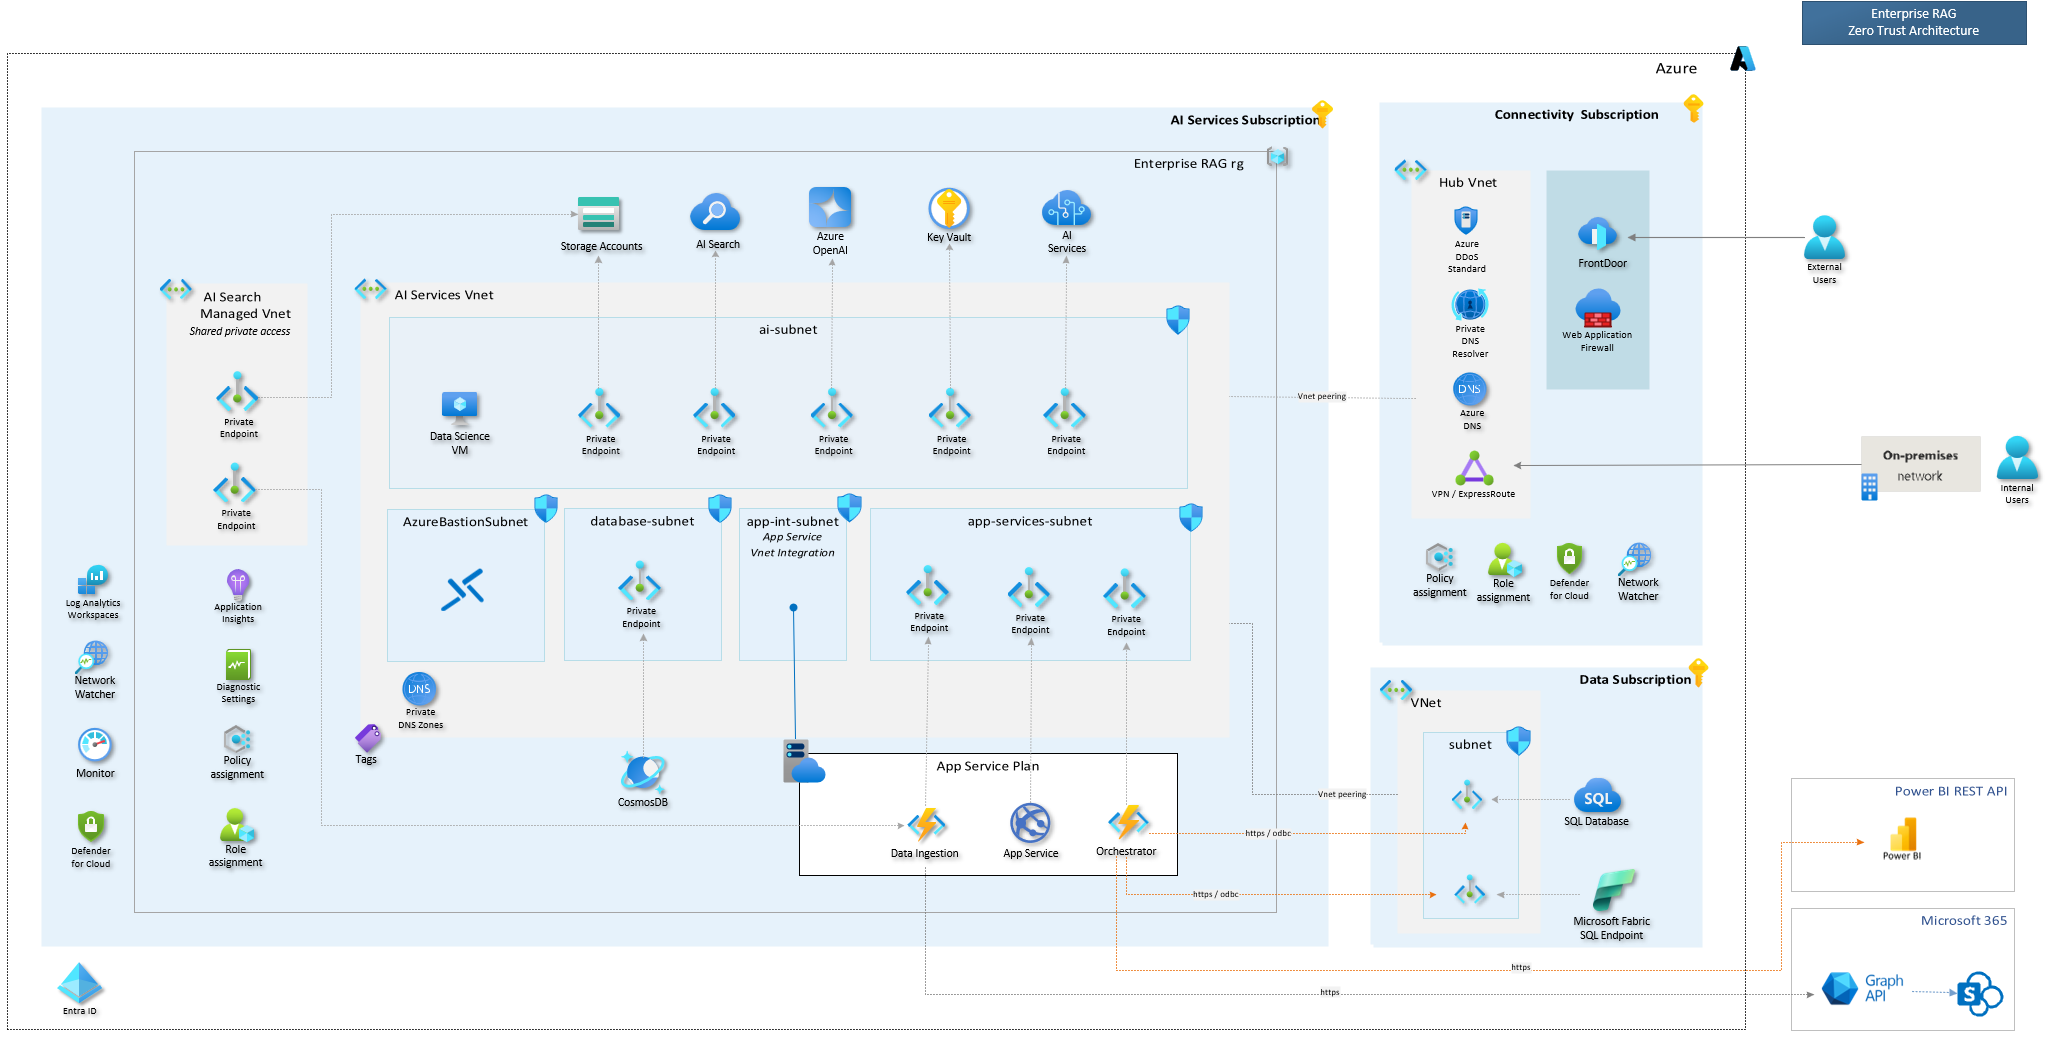 Enterprise RAG
Zero Trust Architecture
Azure
AI Services Subscription
Enterprise RAG rg
Storage Accounts
AI Search
Azure
OpenAI
Key Vault
AI
Services
AI Search
Managed Vnet
Shared private access
Private
Endpoint
Private
Endpoint
AI Services Vnet
ai-subnet
Data Science
VM
Private
Endpoint
Private
Endpoint
Private
Endpoint
Private
Endpoint
Private
Endpoint
AzureBastionSubnet
database-subnet
Private
Endpoint
app-int-subnet
App Service
Vnet Integration
app-services-subnet
Private
Endpoint
Private
Endpoint
Private
Endpoint
DNS
Private
DNS Zones
Tags
CosmosDB
App Service Plan
Data Ingestion
App Service
Orchestrator
Log Analytics
Workspaces
Network
Watcher
Monitor
Defender
for Cloud
Application
Insights
Diagnostic
Settings
Policy
assignment
Role
assignment
Entra ID
Vnet peering
Vnet peering
https / odbc
https / odbc
https
https
Connectivity Subscription
Hub Vnet
Azure
DDoS
Standard
Private
DNS
Resolver
DNS
Azure
DNS
VPN / ExpressRoute
FrontDoor
Web Application
Firewall
Policy
assignment
Role
assignment
Defender
for Cloud
Network
Watcher
External
Users
On-premises
network
Internal
Users
Data Subscription
VNet
subnet
SQL
SQL Database
Microsoft Fabric
SQL Endpoint
Power BI REST API
Power BI
Microsoft 365
Graph
API
S